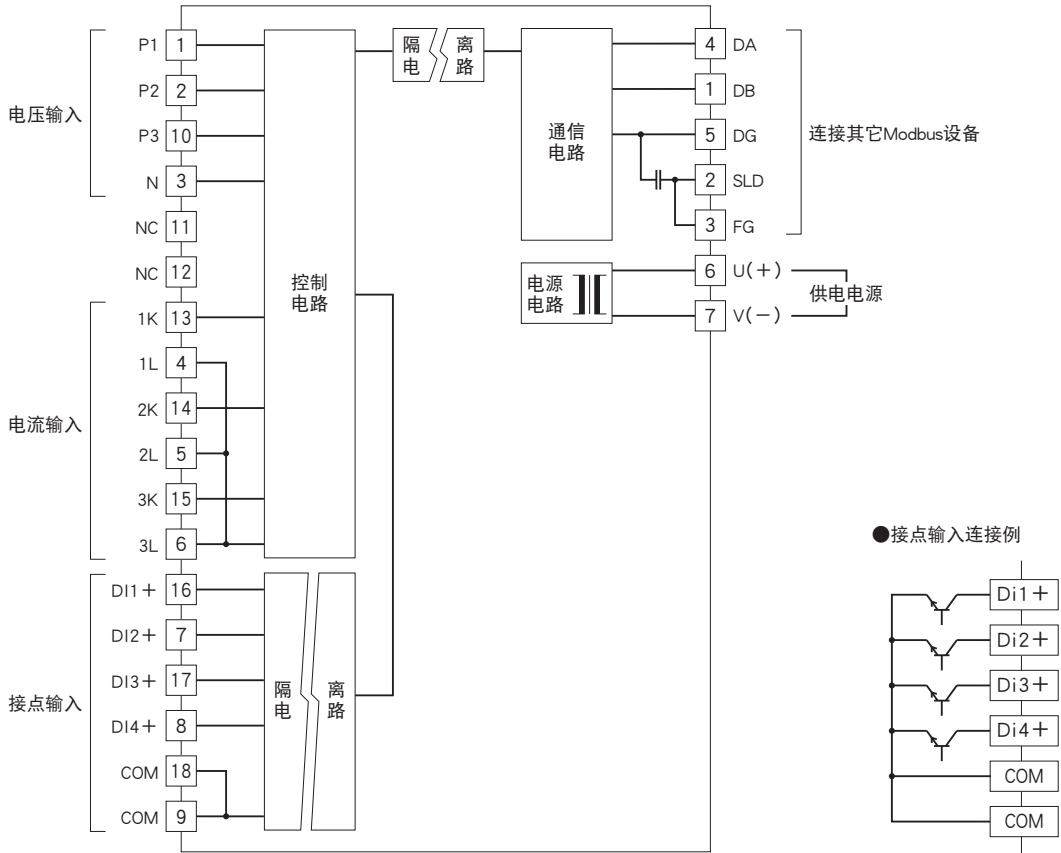 电压输入
P1 1
P2 2
P3 10
N 3
NC 11
NC 12
电流输入
1K 13
1L 4
2K 14
2L 5
3K 15
3L 6
接点输入
DI1+ 16
DI2+ 7
DI3+ 17
DI4+ 8
COM 18
COM 9
控制
电路
隔 离
电 路
隔 离
电 路
通信
电路
电源
电路
4 DA
1 DB
5 DG
2 SLD
3 FG
连接其它Modbus设备
6 U(+)
7 V(−)
供电电源
●接点输入连接例
Di1+
Di2+
Di3+
Di4+
COM
COM